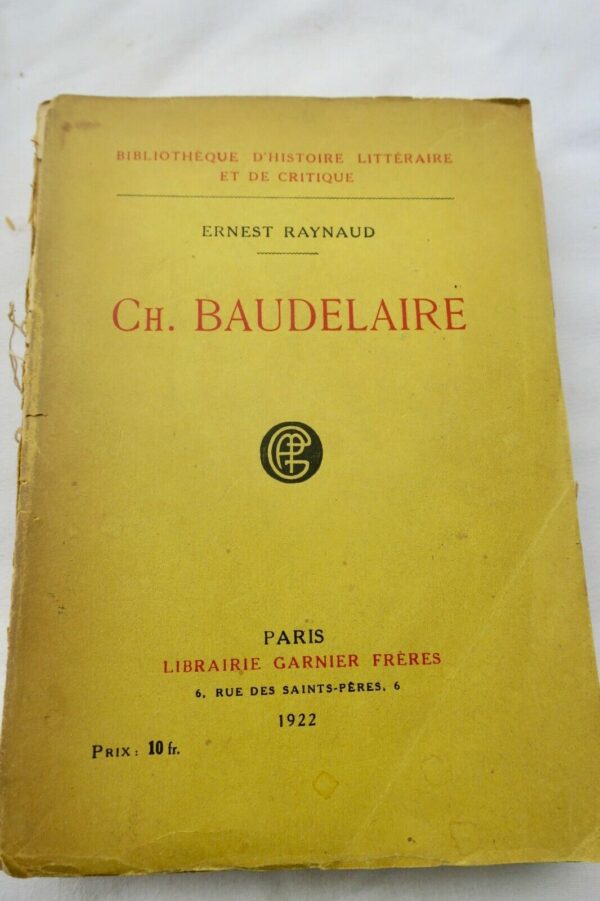 BIBLIOTHÈQUE D'HISTOIRE LITTÉRAIRE
ET DE CRITIQUE
ERNEST RAYNAUD
CH. BAUDELAIRE
PARIS
LIBRAIRIE GARNIER FRÈRES
6, RUE DES SAINTS-PÈRES, 6
1922
PRIX : 10 fr.